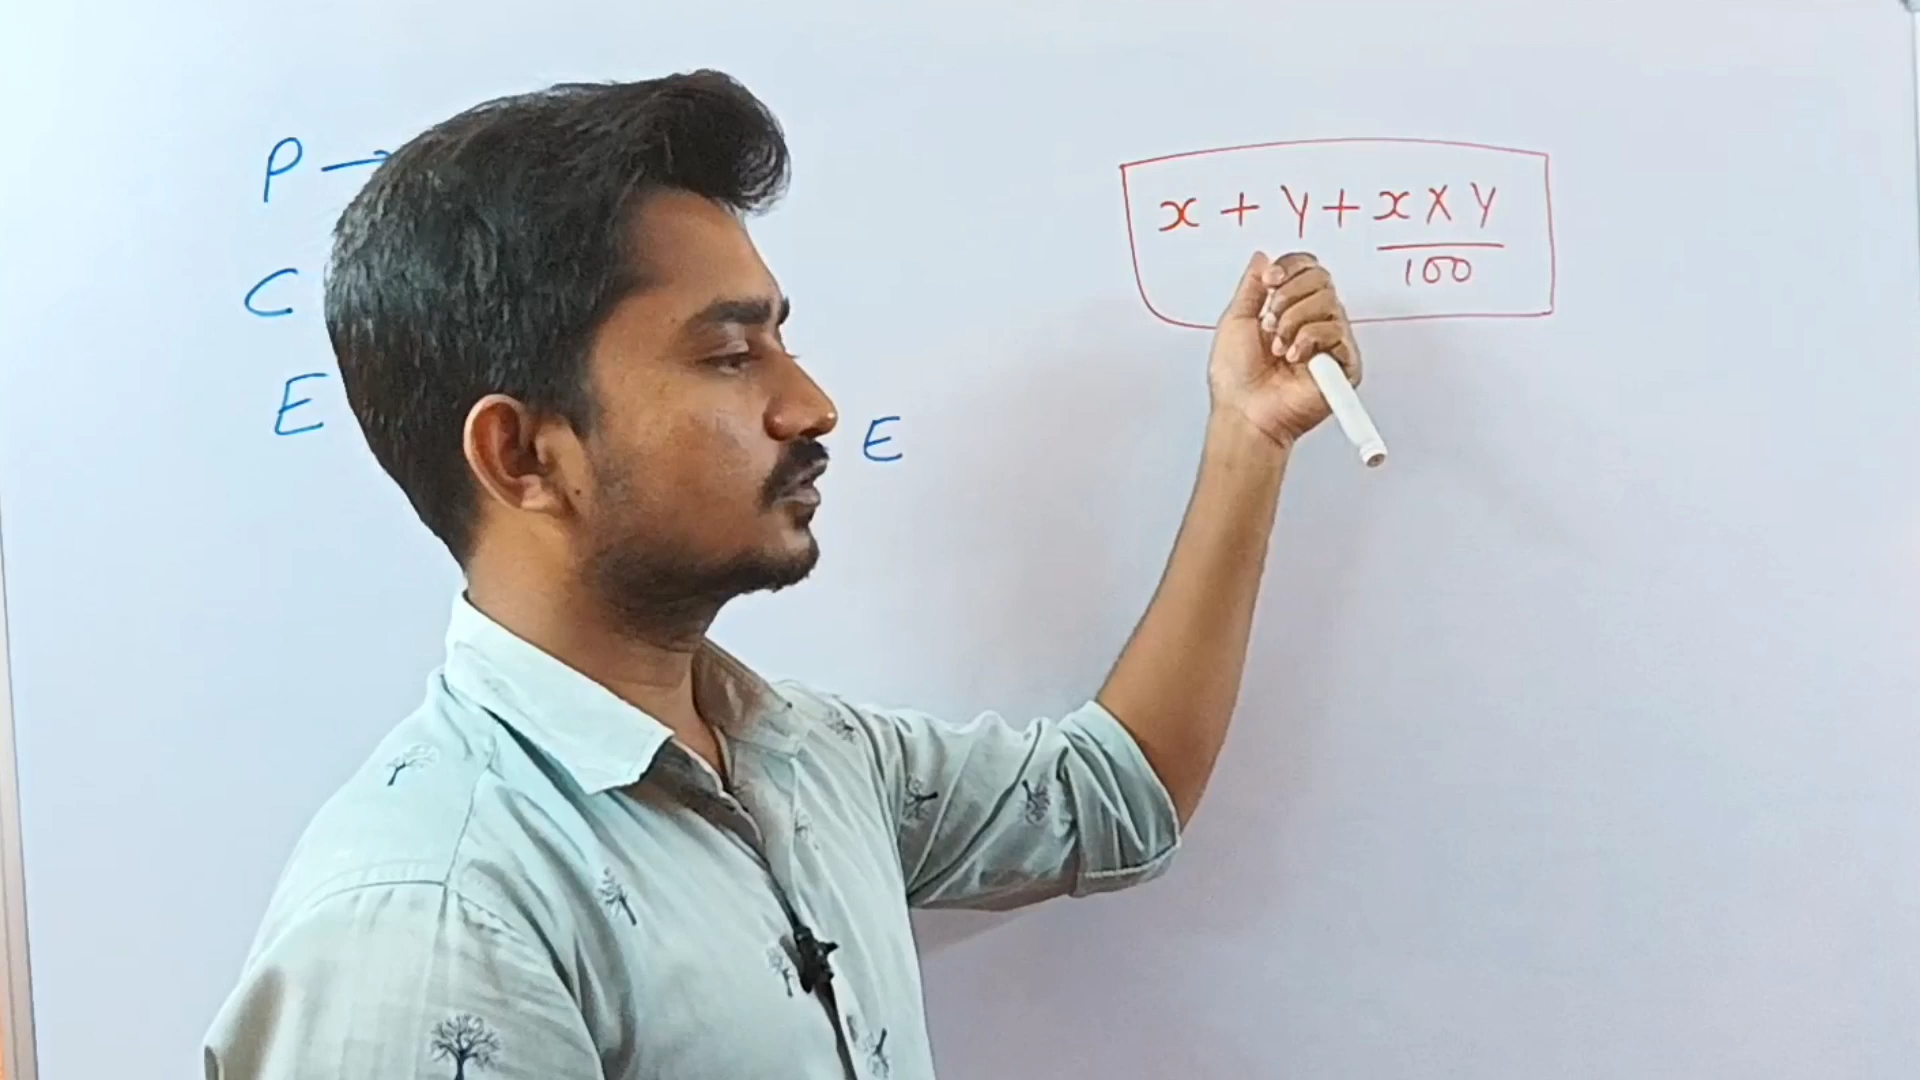 P →
C
E
E
x + y + x × y
100